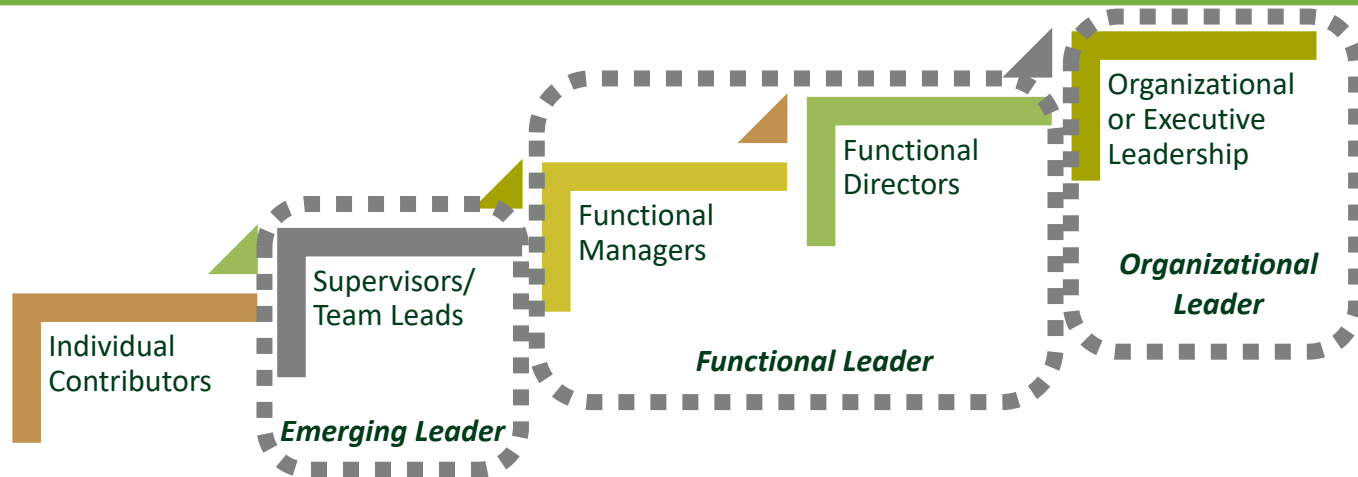 Individual
Contributors
Supervisors/
Team Leads
Emerging Leader
Functional
Managers
Functional
Directors
Functional Leader
Organizational
or Executive
Leadership
Organizational
Leader